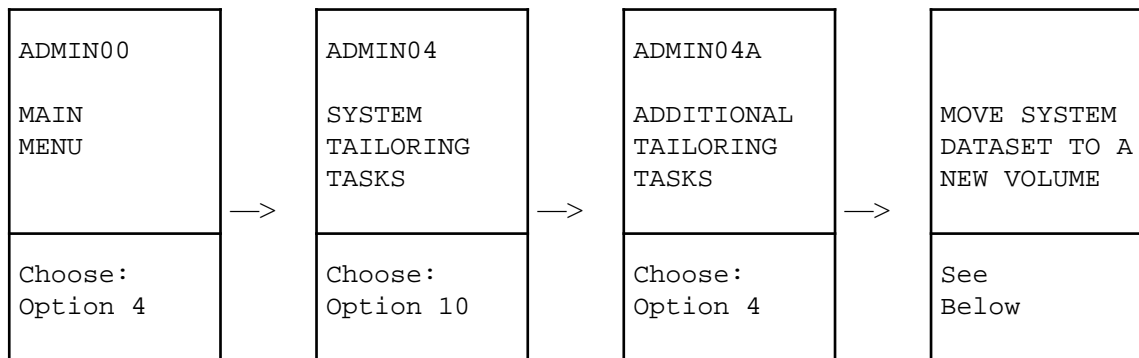 ADMIN00
MAIN
MENU
—>
Choose:
Option 4
ADMIN04
SYSTEM
TAILORING
TASKS
—>
Choose:
Option 10
ADMIN04A
ADDITIONAL
TAILORING
TASKS
—>
Choose:
Option 4
MOVE SYSTEM
DATASET TO A
NEW VOLUME
See
Below